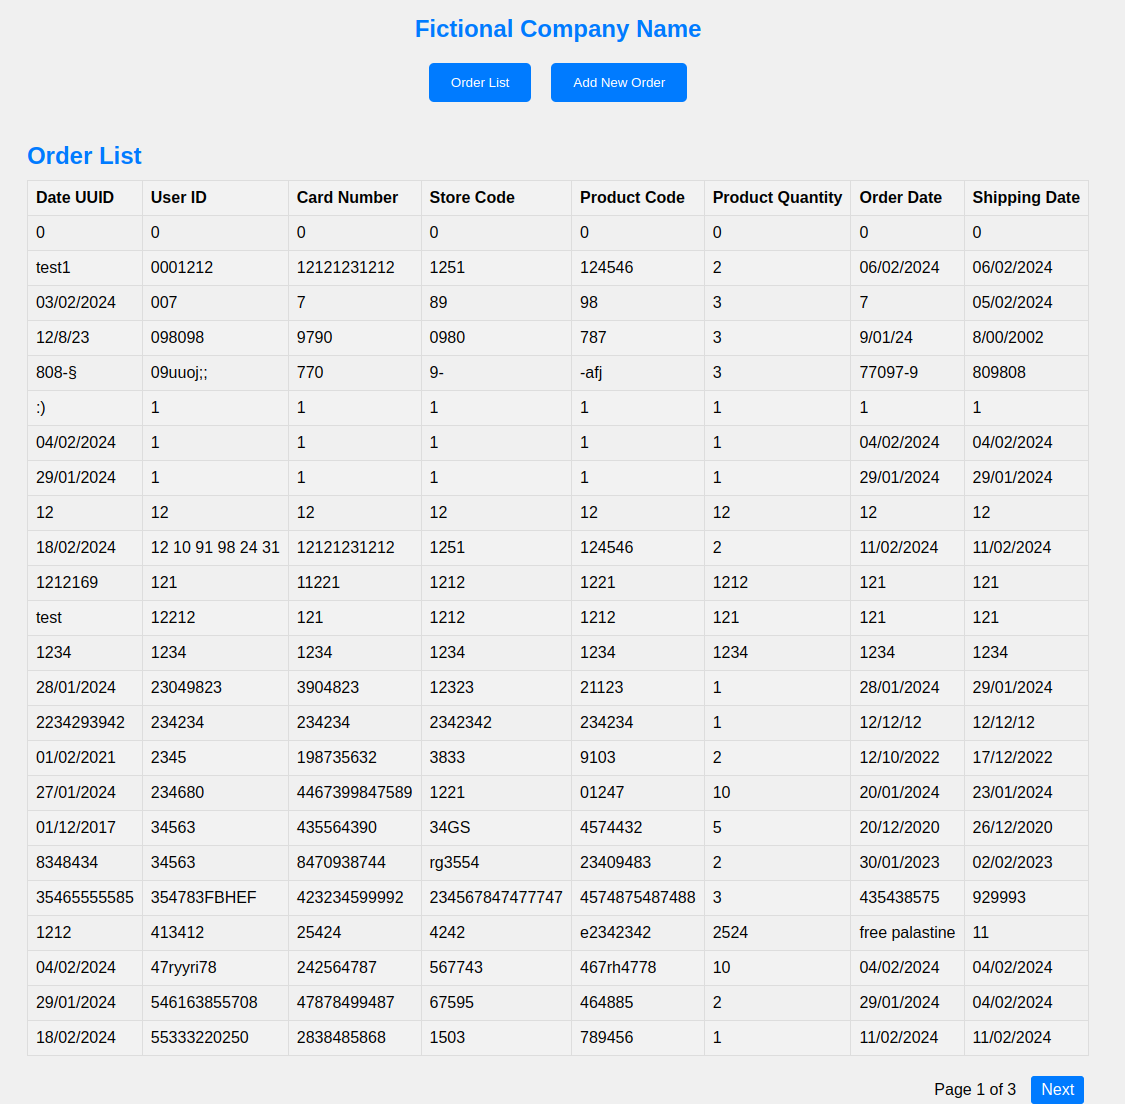 Fictional Company Name
Order List Add New Order
Order List
Date UUID User ID Card Number Store Code Product Code Product Quantity Order Date Shipping Date
0 0 0 0 0 0 0 0
test1 0001212 12121231212 1251 124546 2 06/02/2024 06/02/2024
03/02/2024 007 7 89 98 3 7 05/02/2024
12/8/23 098098 9790 0980 787 3 9/01/24 8/00/2002
808-§ 09uuoj;; 770 9- -afj 3 77097-9 809808
:) 1 1 1 1 1 1 1
04/02/2024 1 1 1 1 1 04/02/2024 04/02/2024
29/01/2024 1 1 1 1 1 29/01/2024 29/01/2024
12 12 12 12 12 12 12 12
18/02/2024 12 10 91 98 24 31 12121231212 1251 124546 2 11/02/2024 11/02/2024
1212169 121 11221 1212 1221 1212 121 121
test 12212 121 1212 1212 121 121 121
1234 1234 1234 1234 1234 1234 1234 1234
28/01/2024 23049823 3904823 12323 21123 1 28/01/2024 29/01/2024
2234293942 234234 234234 2342342 234234 1 12/12/12 12/12/12
01/02/2021 2345 198735632 3833 9103 2 12/10/2022 17/12/2022
27/01/2024 234680 4467399847589 1221 01247 10 20/01/2024 23/01/2024
01/12/2017 34563 435564390 34GS 4574432 5 20/12/2020 26/12/2020
8348434 34563 8470938744 rg3554 23409483 2 30/01/2023 02/02/2023
35465555585 354783FBHEF 423234599992 234567847477747 4574875487488 3 435438575 929993
1212 413412 25424 4242 e2342342 2524 free palastine 11
04/02/2024 47ryyri78 242564787 567743 467rh4778 10 04/02/2024 04/02/2024
29/01/2024 546163855708 47878499487 67595 464885 2 29/01/2024 04/02/2024
18/02/2024 55333220250 2838485868 1503 789456 1 11/02/2024 11/02/2024
Page 1 of 3 Next